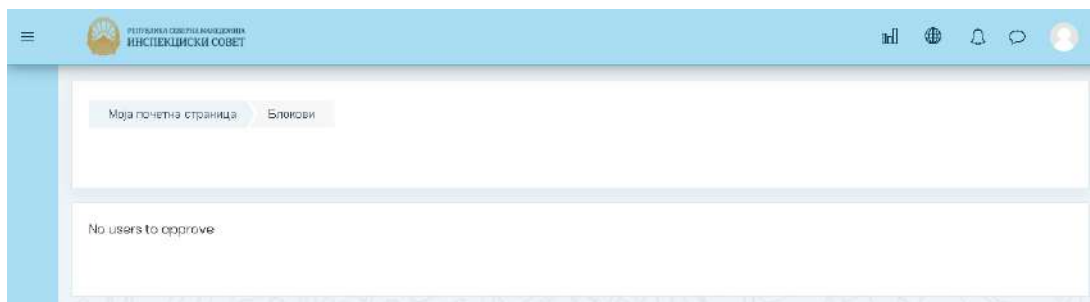 РЕПУБЛИКА СЕВЕРНА МАКЕДОНИЈА
ИНСПЕКЦИСКИ СОВЕТ
Моја почетна страница
Блокови
No users to approve